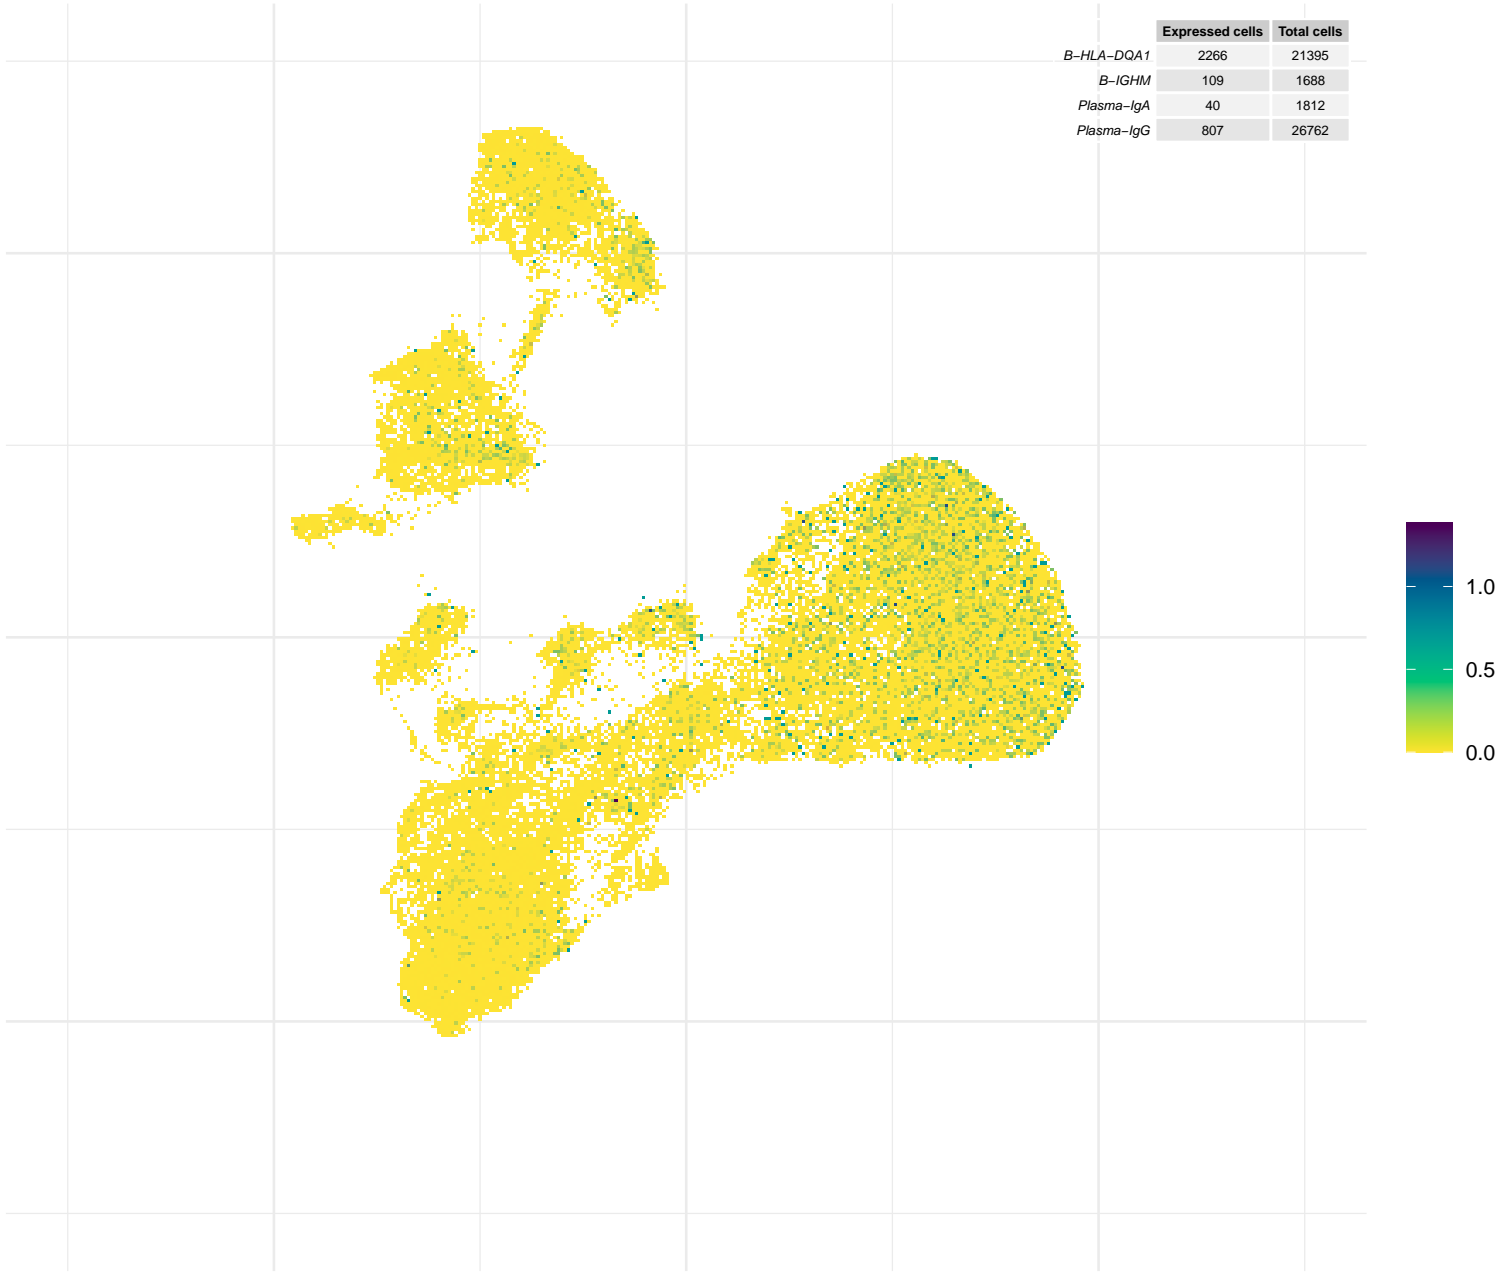 Expressed cells Total cells
B−HLA−DQA1 2266 21395
B−IGHM 109 1688
Plasma−IgA 40 1812
Plasma−IgG 807 26762
1.0
0.5
0.0